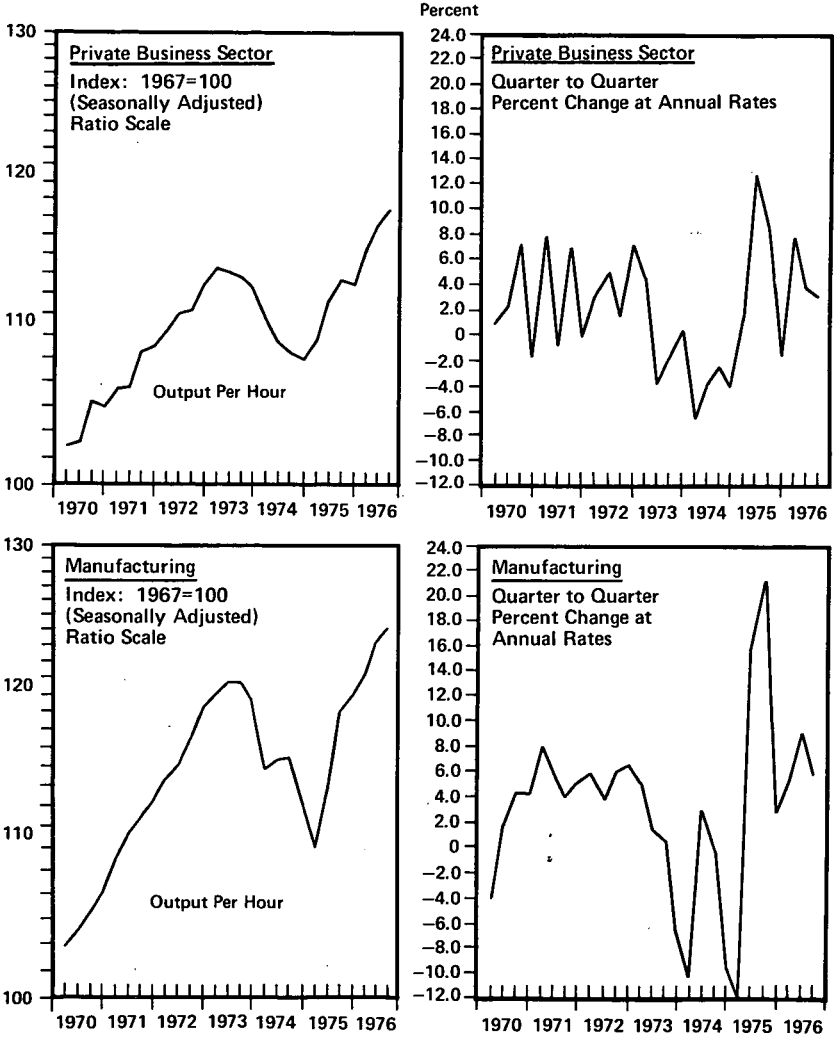 130
Private Business Sector
Index: 1967=100
(Seasonally Adjusted)
Ratio Scale
120
110
Output Per Hour
100
1970 1971 1972 1973 1974 1975 1976
Percent
24.0
22.0
20.0
18.0
16.0
14.0
12.0
10.0
8.0
6.0
4.0
2.0
0
−2.0
−4.0
−6.0
−8.0
−10.0
−12.0
Private Business Sector
Quarter to Quarter
Percent Change at Annual Rates
1970 1971 1972 1973 1974 1975 1976
130
Manufacturing
Index: 1967=100
(Seasonally Adjusted)
Ratio Scale
120
110
Output Per Hour
100
1970 1971 1972 1973 1974 1975 1976
24.0
22.0
20.0
18.0
16.0
14.0
12.0
10.0
8.0
6.0
4.0
2.0
0
−2.0
−4.0
−6.0
−8.0
−10.0
−12.0
Manufacturing
Quarter to Quarter
Percent Change at
Annual Rates
1970 1971 1972 1973 1974 1975 1976